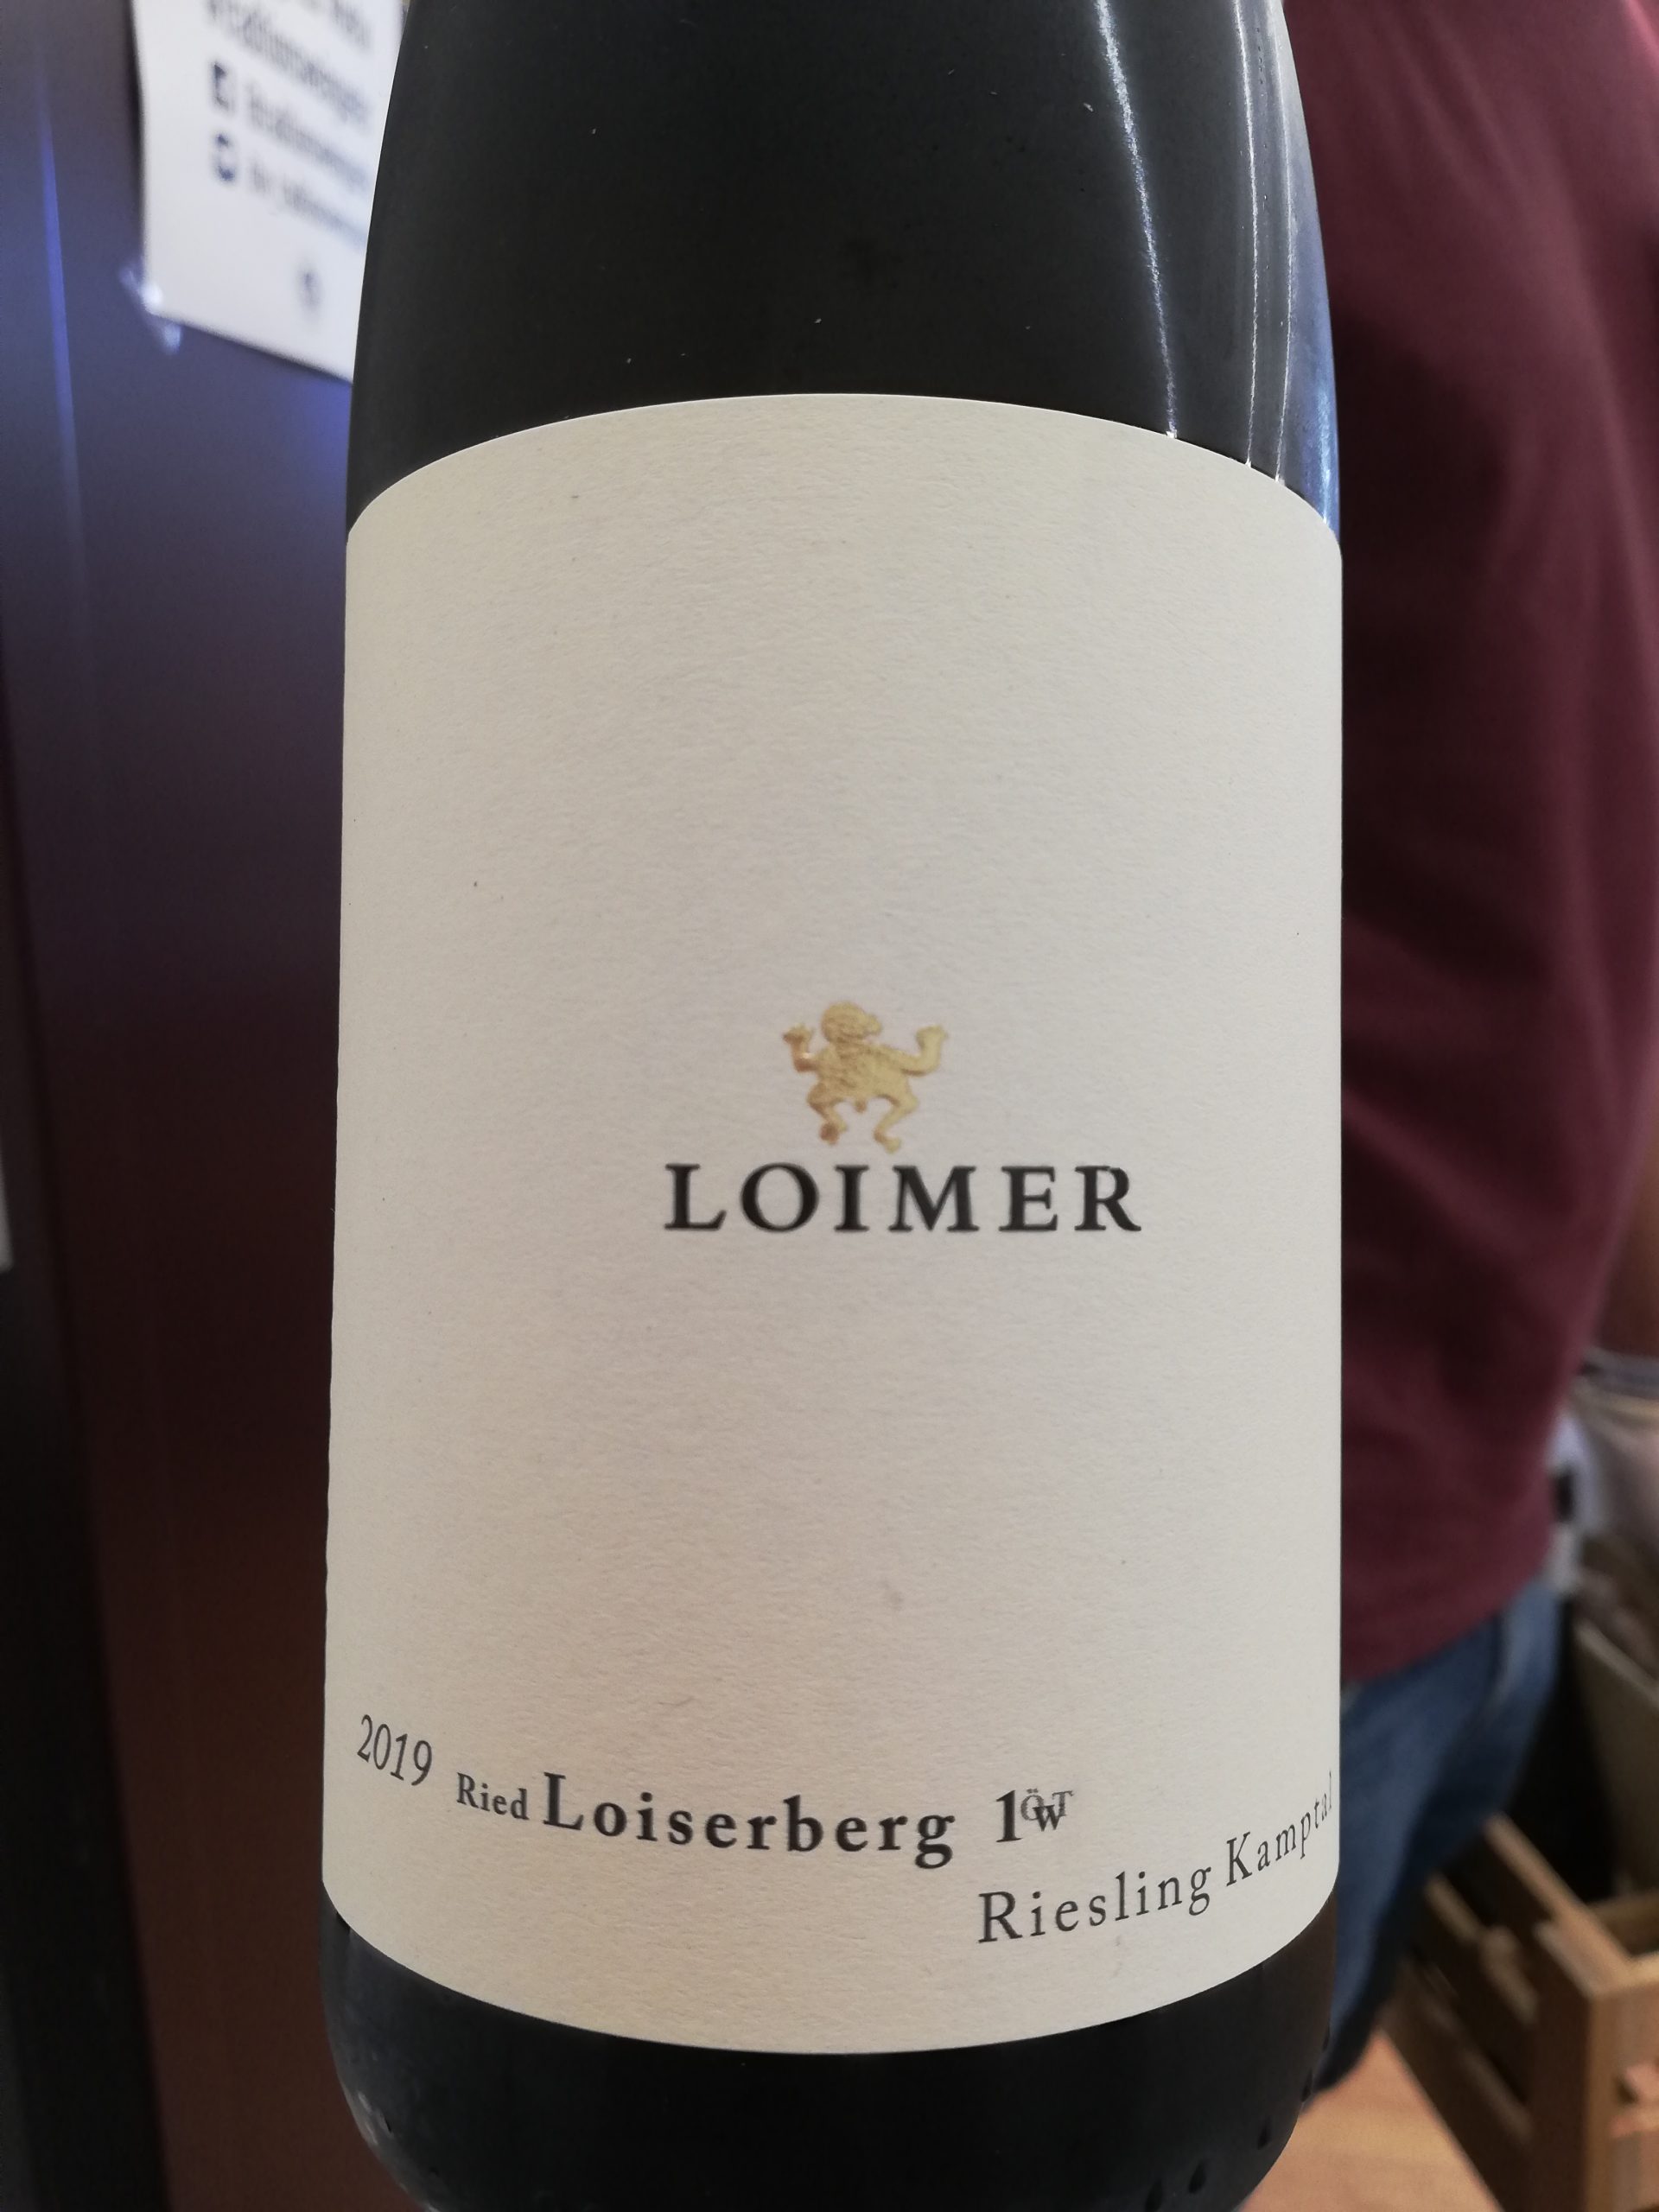 LOIMER
2019 Ried Loiserberg 1ÖTW
Riesling Kamptal